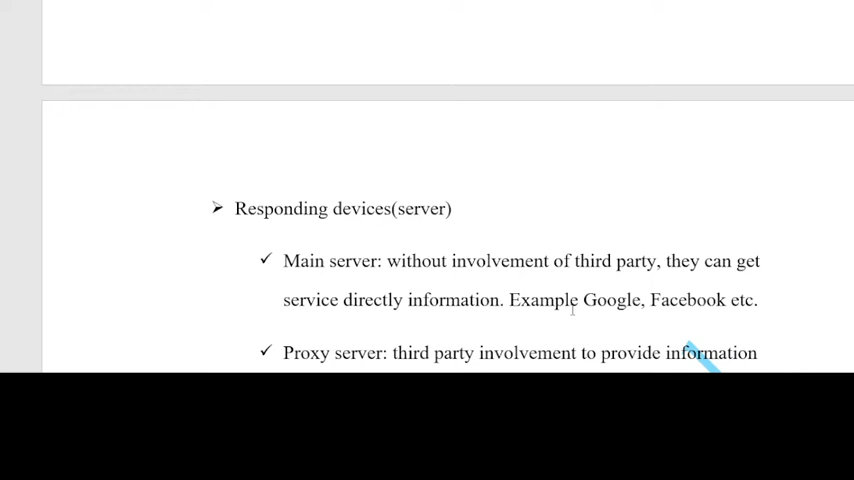 ➢ Responding devices(server)
✓ Main server: without involvement of third party, they can get
service directly information. Example Google, Facebook etc.
✓ Proxy server: third party involvement to provide information